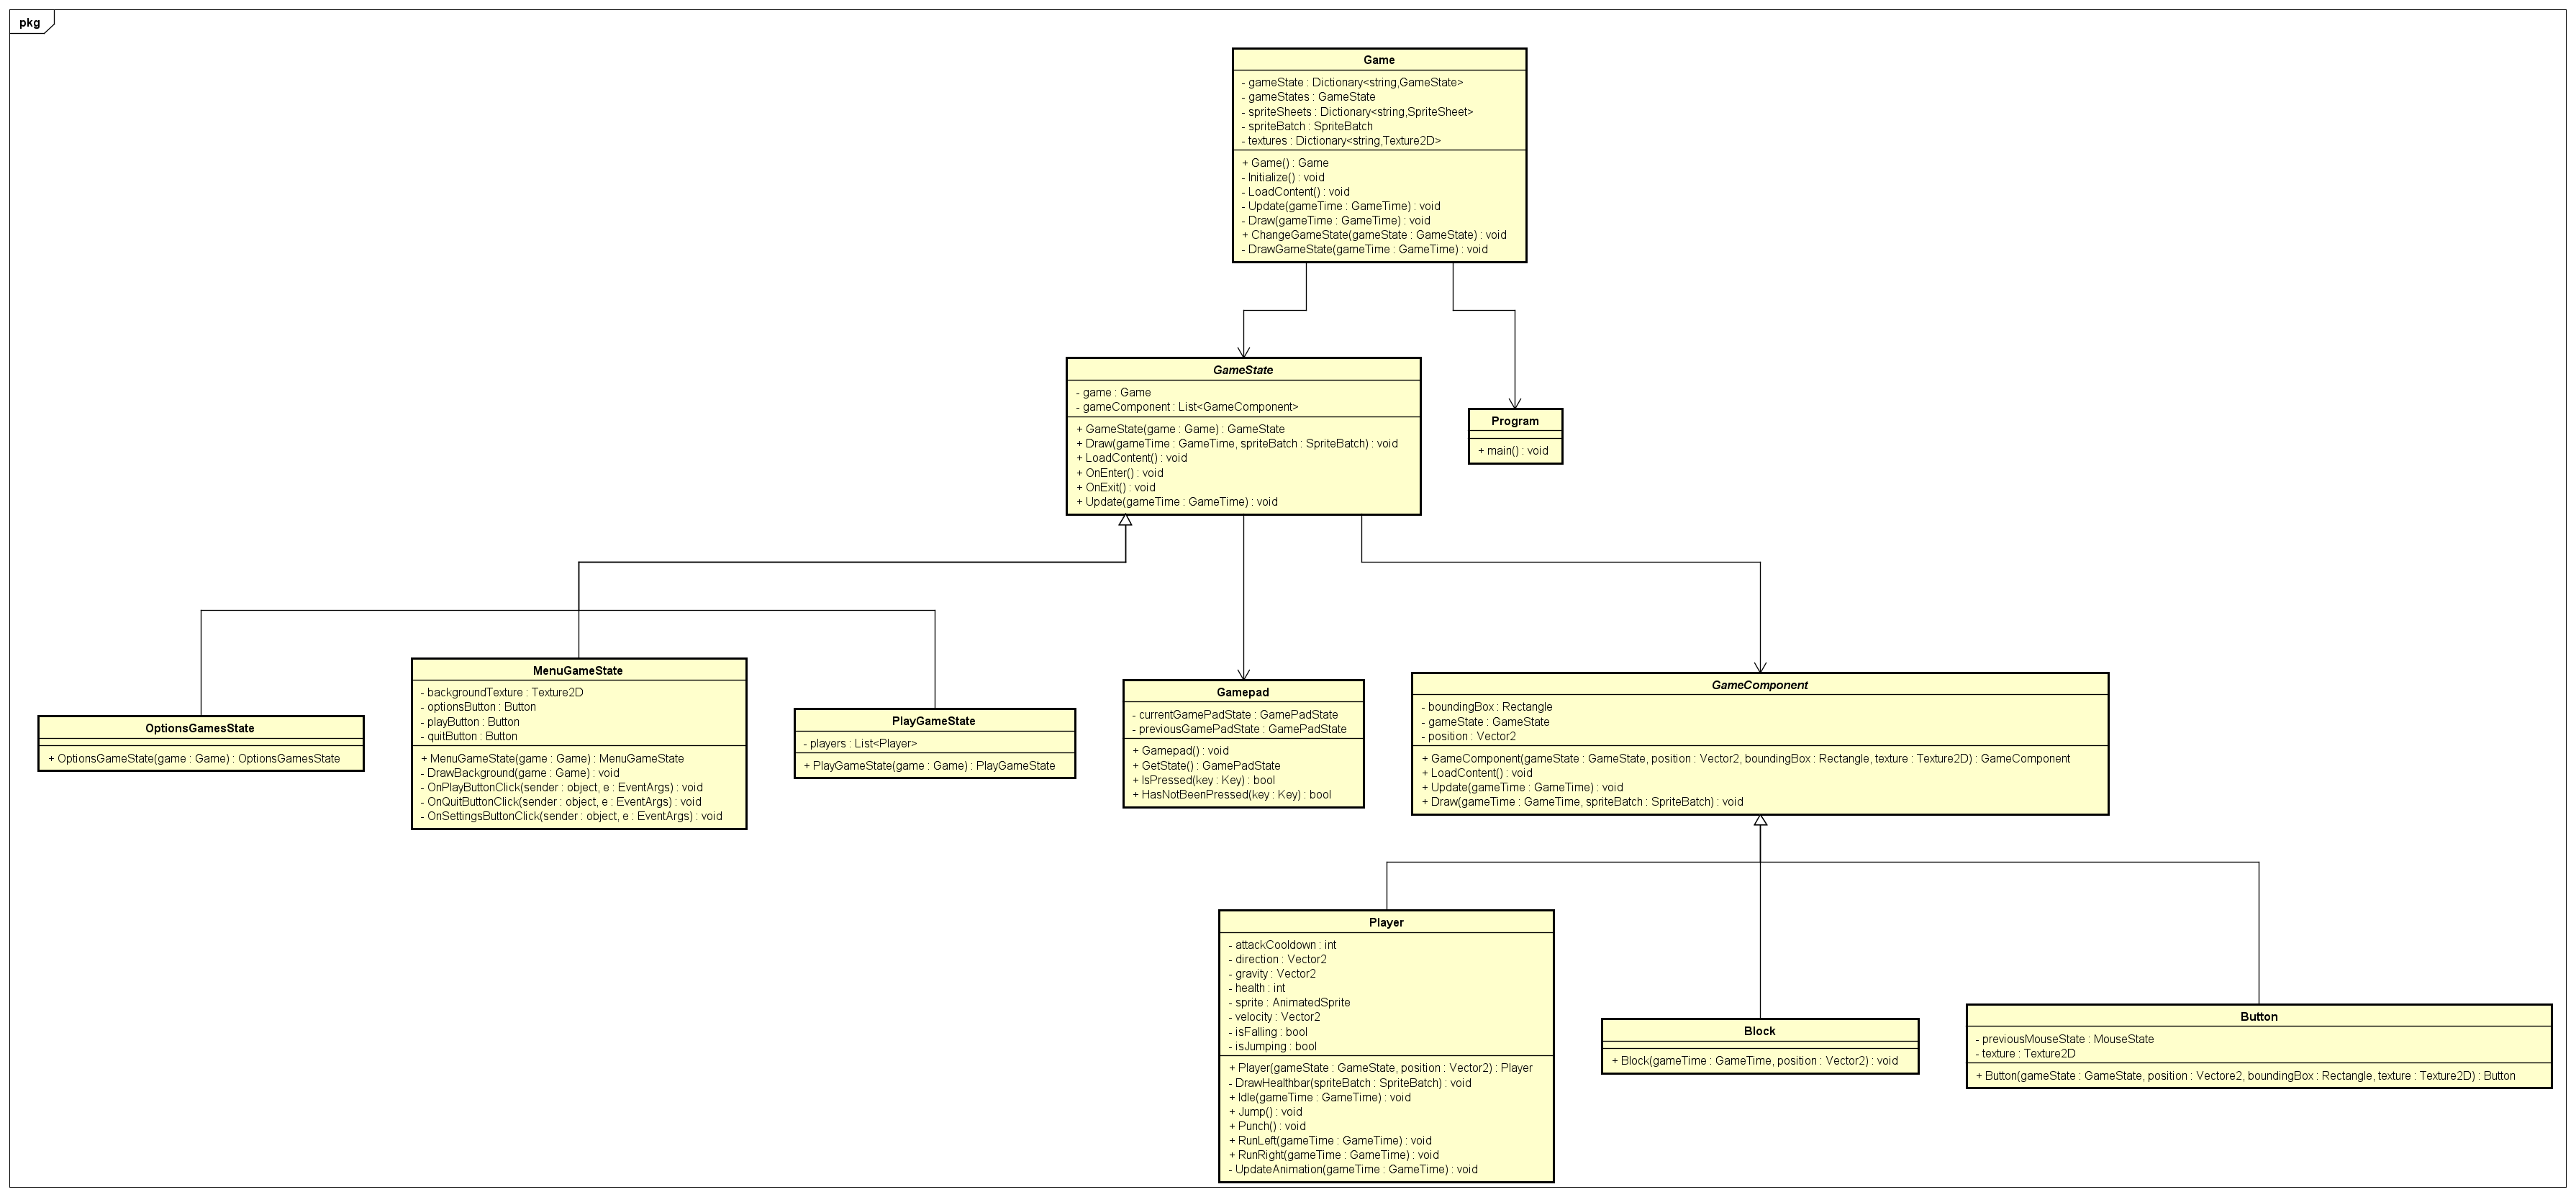 pkg
Game
- gameState : Dictionary<string,GameState>
- gameStates : GameState
- spriteSheets : Dictionary<string,SpriteSheet>
- spriteBatch : SpriteBatch
- textures : Dictionary<string,Texture2D>
+ Game() : Game
- Initialize() : void
- LoadContent() : void
- Update(gameTime : GameTime) : void
- Draw(gameTime : GameTime) : void
+ ChangeGameState(gameState : GameState) : void
- DrawGameState(gameTime : GameTime) : void
GameState
- game : Game
- gameComponent : List<GameComponent>
+ GameState(game : Game) : GameState
+ Draw(gameTime : GameTime, spriteBatch : SpriteBatch) : void
+ LoadContent() : void
+ OnEnter() : void
+ OnExit() : void
+ Update(gameTime : GameTime) : void
Program
+ main() : void
OptionsGamesState
+ OptionsGameState(game : Game) : OptionsGamesState
MenuGameState
- backgroundTexture : Texture2D
- optionsButton : Button
- playButton : Button
- quitButton : Button
+ MenuGameState(game : Game) : MenuGameState
- DrawBackground(game : Game) : void
- OnPlayButtonClick(sender : object, e : EventArgs) : void
- OnQuitButtonClick(sender : object, e : EventArgs) : void
- OnSettingsButtonClick(sender : object, e : EventArgs) : void
PlayGameState
- players : List<Player>
+ PlayGameState(game : Game) : PlayGameState
Gamepad
- currentGamePadState : GamePadState
- previousGamePadState : GamePadState
+ Gamepad() : void
+ GetState() : GamePadState
+ IsPressed(key : Key) : bool
+ HasNotBeenPressed(key : Key) : bool
GameComponent
- boundingBox : Rectangle
- gameState : GameState
- position : Vector2
+ GameComponent(gameState : GameState, position : Vector2, boundingBox : Rectangle, texture : Texture2D) : GameComponent
+ LoadContent() : void
+ Update(gameTime : GameTime) : void
+ Draw(gameTime : GameTime, spriteBatch : SpriteBatch) : void
Player
- attackCooldown : int
- direction : Vector2
- gravity : Vector2
- health : int
- sprite : AnimatedSprite
- velocity : Vector2
- isFalling : bool
- isJumping : bool
+ Player(gameState : GameState, position : Vector2) : Player
- DrawHealthbar(spriteBatch : SpriteBatch) : void
+ Idle(gameTime : GameTime) : void
+ Jump() : void
+ Punch() : void
+ RunLeft(gameTime : GameTime) : void
+ RunRight(gameTime : GameTime) : void
- UpdateAnimation(gameTime : GameTime) : void
Block
+ Block(gameTime : GameTime, position : Vector2) : void
Button
- previousMouseState : MouseState
- texture : Texture2D
+ Button(gameState : GameState, position : Vectore2, boundingBox : Rectangle, texture : Texture2D) : Button